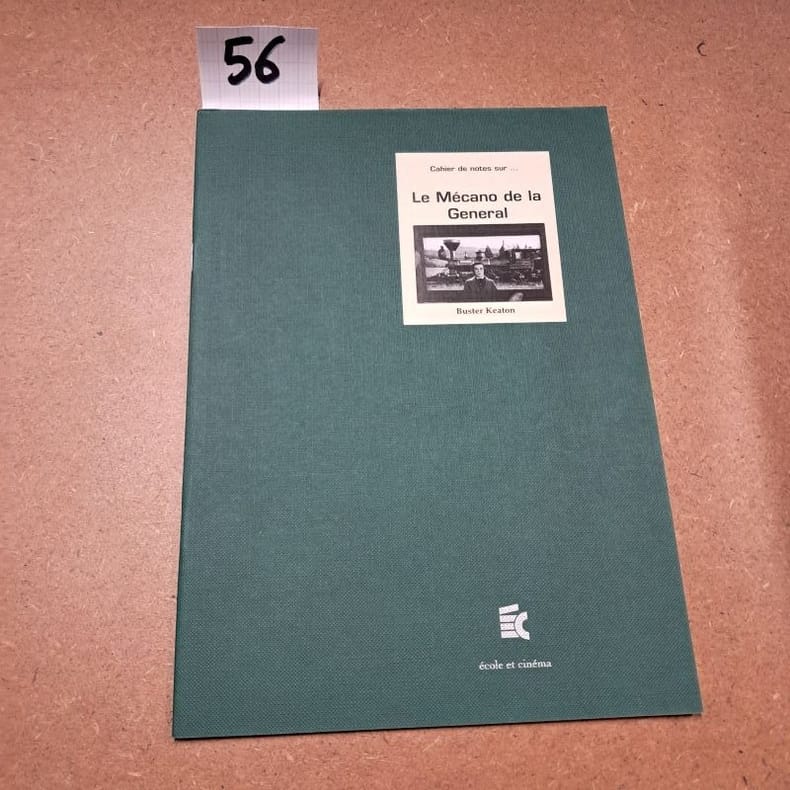 56
Cahier de notes sur ...
Le Mécano de la
General
Buster Keaton
école et cinéma